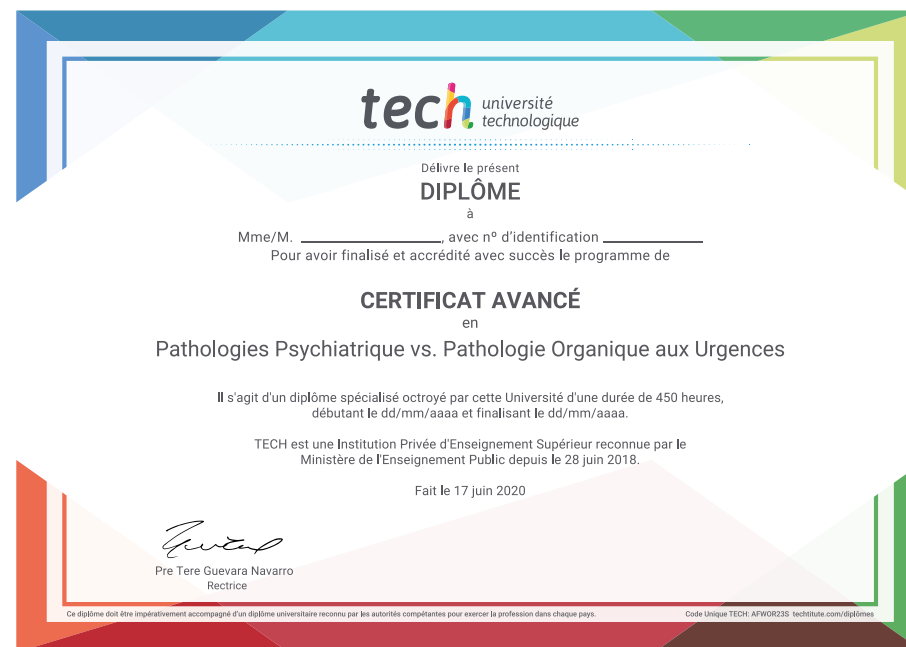 tech université
technologique
Délivre le présent
DIPLÔME
à
Mme/M. ____________________, avec nº d'identification ______________
Pour avoir finalisé et accrédité avec succès le programme de
CERTIFICAT AVANCÉ
en
Pathologies Psychiatrique vs. Pathologie Organique aux Urgences
Il s'agit d'un diplôme spécialisé octroyé par cette Université d'une durée de 450 heures,
débutant le dd/mm/aaaa et finalisant le dd/mm/aaaa.
TECH est une Institution Privée d'Enseignement Supérieur reconnue par le
Ministère de l'Enseignement Public depuis le 28 juin 2018.
Fait le 17 juin 2020
Pre Tere Guevara Navarro
Rectrice
Ce diplôme doit être impérativement accompagné d'un diplôme universitaire reconnu par les autorités compétantes pour exercer la profession dans chaque pays.
Code Unique TECH: AFWOR23S techtitute.com/diplômes